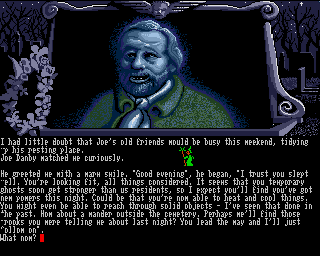 I had little doubt that Joe's old friends would be busy this weekend, tidying
up his resting place.
Joe Danby watched me curiously.
He greeted me with a warm smile. "Good evening", he began, "I trust you slept
well. You're looking fit, all things considered. It seems that you temporary
ghosts soon get stronger than us residents, so I expect you'll find you've got
new powers this night. Could be that you're now able to heat and cool things.
You might even be able to reach through solid objects - I've seen that done in
the past. How about a wander outside the cemetery. Perhaps we'll find those
crooks you were telling me about last night? You lead the way and I'll just
follow on".
What now?